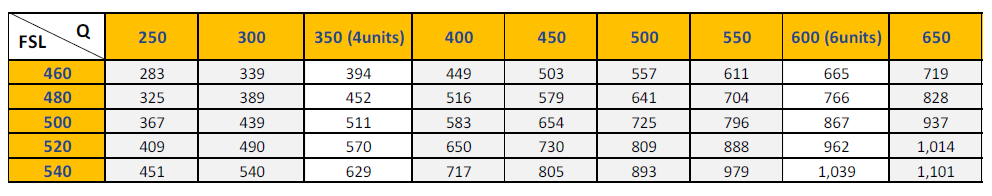 FSL Q 250 300 350 (4units) 400 450 500 550 600 (6units) 650
460 283 339 394 449 503 557 611 665 719
480 325 389 452 516 579 641 704 766 828
500 367 439 511 583 654 725 796 867 937
520 409 490 570 650 730 809 888 962 1,014
540 451 540 629 717 805 893 979 1,039 1,101